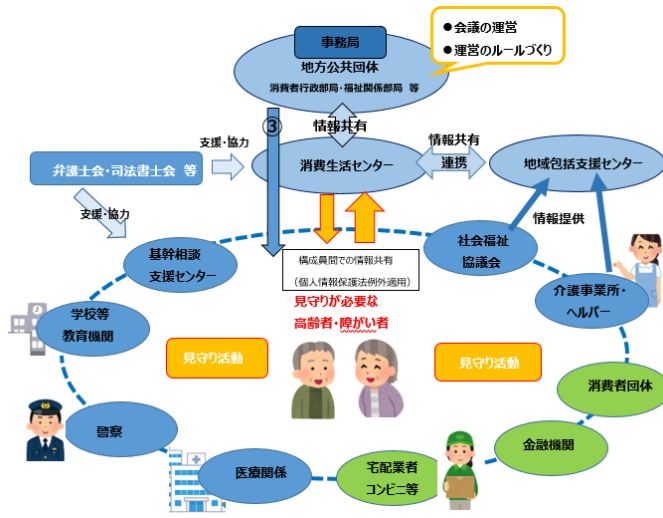 事務局
地方公共団体
消費者行政部局・福祉関係部局 等
●会議の運営
●運営のルールづくり
③
情報共有
支援・協力
弁護士会・司法書士会 等
消費生活センター
情報共有
連携
地域包括支援センター
支援・協力
情報提供
基幹相談
支援センター
社会福祉
協議会
構成員間での情報共有
（個人情報保護法例外適用）
見守りが必要な
高齢者・障がい者
介護事業所・
ヘルパー
学校等
教育機関
見守り活動
見守り活動
消費者団体
警察
金融機関
医療関係
宅配業者
コンビニ等